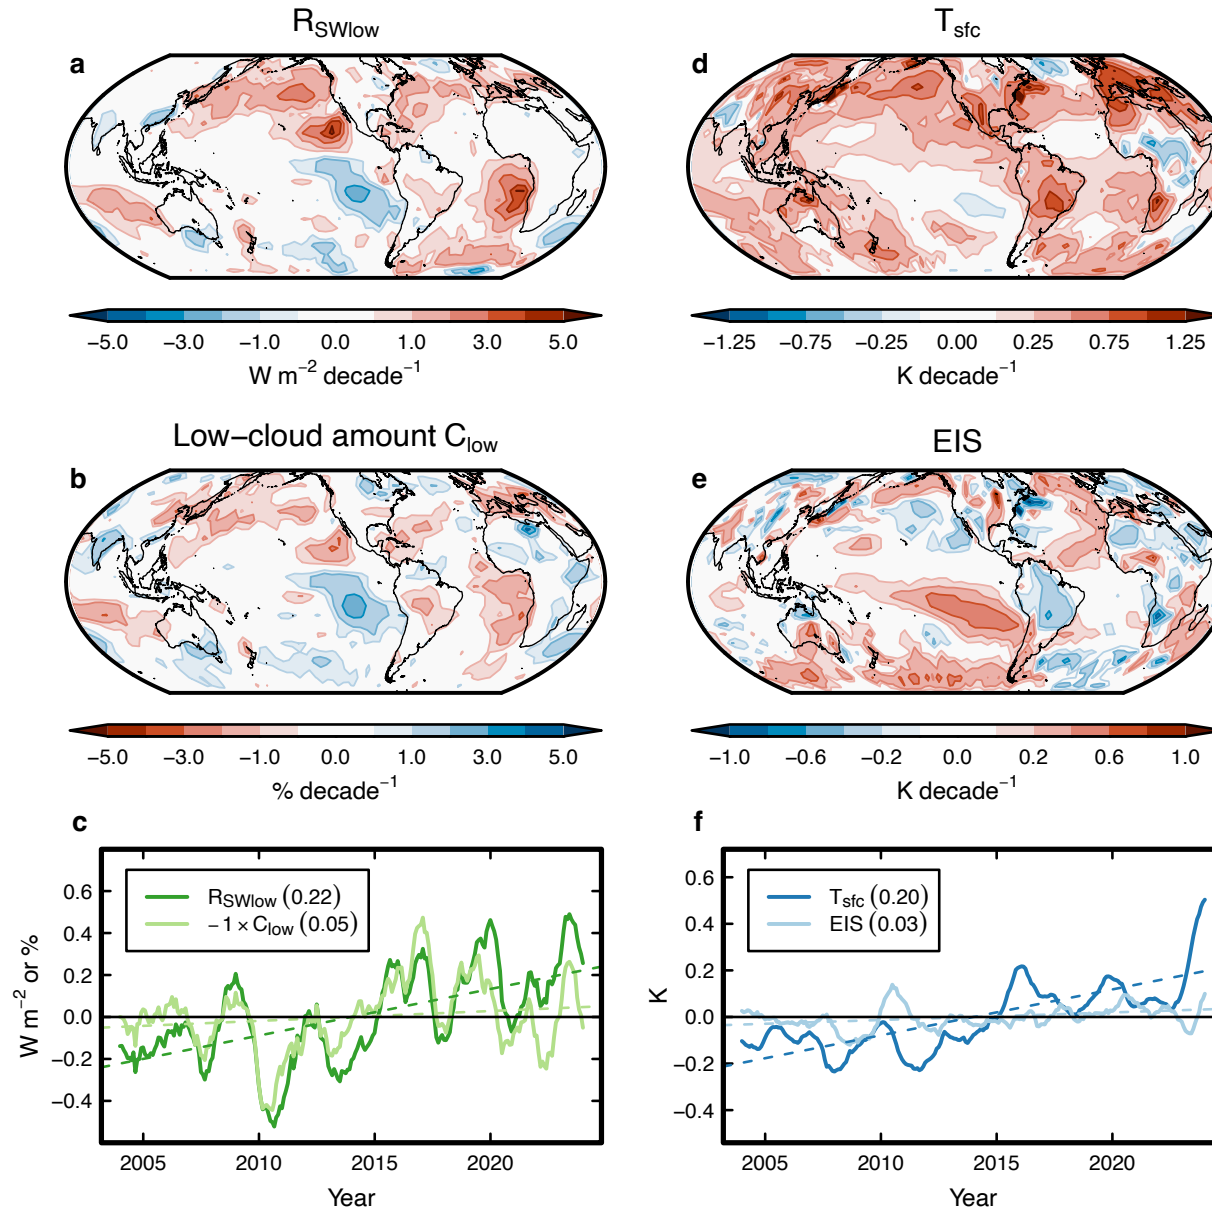 R_SWlow
a
−5.0 −3.0 −1.0 0.0 1.0 3.0 5.0
W m⁻² decade⁻¹
T_sfc
d
−1.25 −0.75 −0.25 0.00 0.25 0.75 1.25
K decade⁻¹
Low−cloud amount C_low
b
−5.0 −3.0 −1.0 0.0 1.0 3.0 5.0
% decade⁻¹
EIS
e
−1.0 −0.6 −0.2 0.0 0.2 0.6 1.0
K decade⁻¹
c
W m⁻² or %
0.6
0.4
0.2
0.0
−0.2
−0.4
R_SWlow (0.22)
−1 × C_low (0.05)
2005 2010 2015 2020
Year
f
K
0.6
0.4
0.2
0.0
−0.2
−0.4
T_sfc (0.20)
EIS (0.03)
2005 2010 2015 2020
Year